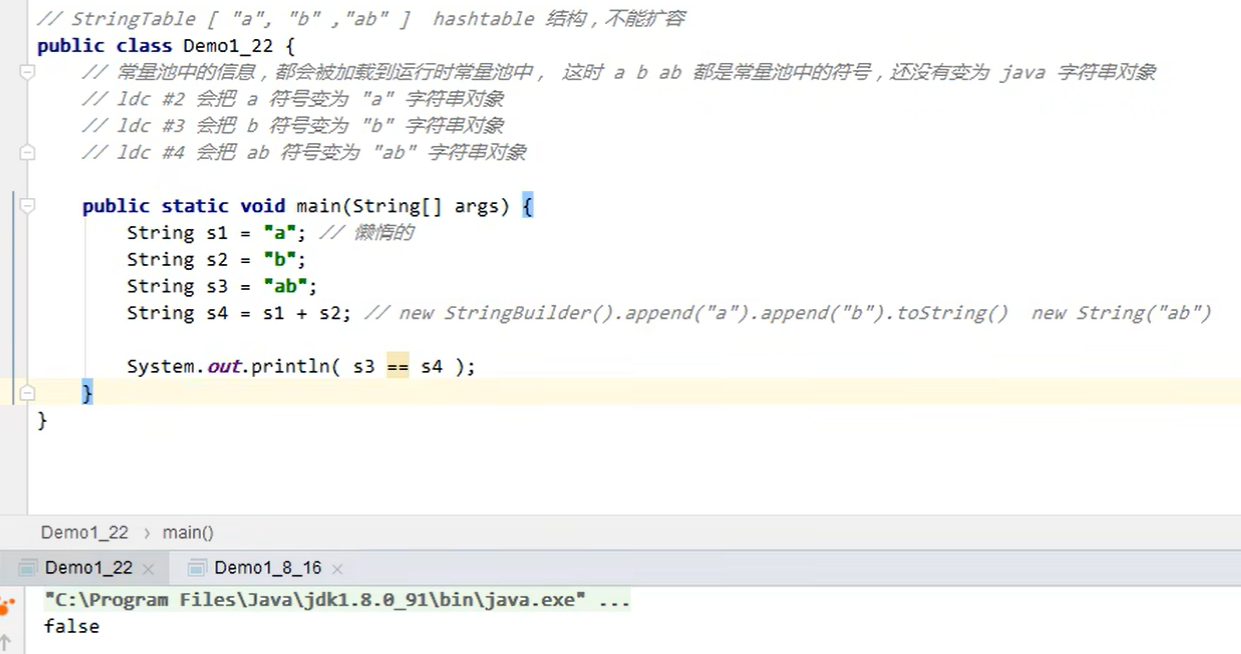 // StringTable [ "a", "b" ,"ab" ]  hashtable 结构，不能扩容
public class Demo1_22 {
// 常量池中的信息，都会被加载到运行时常量池中， 这时 a b ab 都是常量池中的符号，还没有变为 java 字符串对象
// ldc #2 会把 a 符号变为 "a" 字符串对象
// ldc #3 会把 b 符号变为 "b" 字符串对象
// ldc #4 会把 ab 符号变为 "ab" 字符串对象
public static void main(String[] args) {
String s1 = "a"; // 懒惰的
String s2 = "b";
String s3 = "ab";
String s4 = s1 + s2; // new StringBuilder().append("a").append("b").toString()  new String("ab")
System.out.println( s3 == s4 );
}
}
Demo1_22 › main()
Demo1_22 × Demo1_8_16 ×
"C:\Program Files\Java\jdk1.8.0_91\bin\java.exe" ...
false